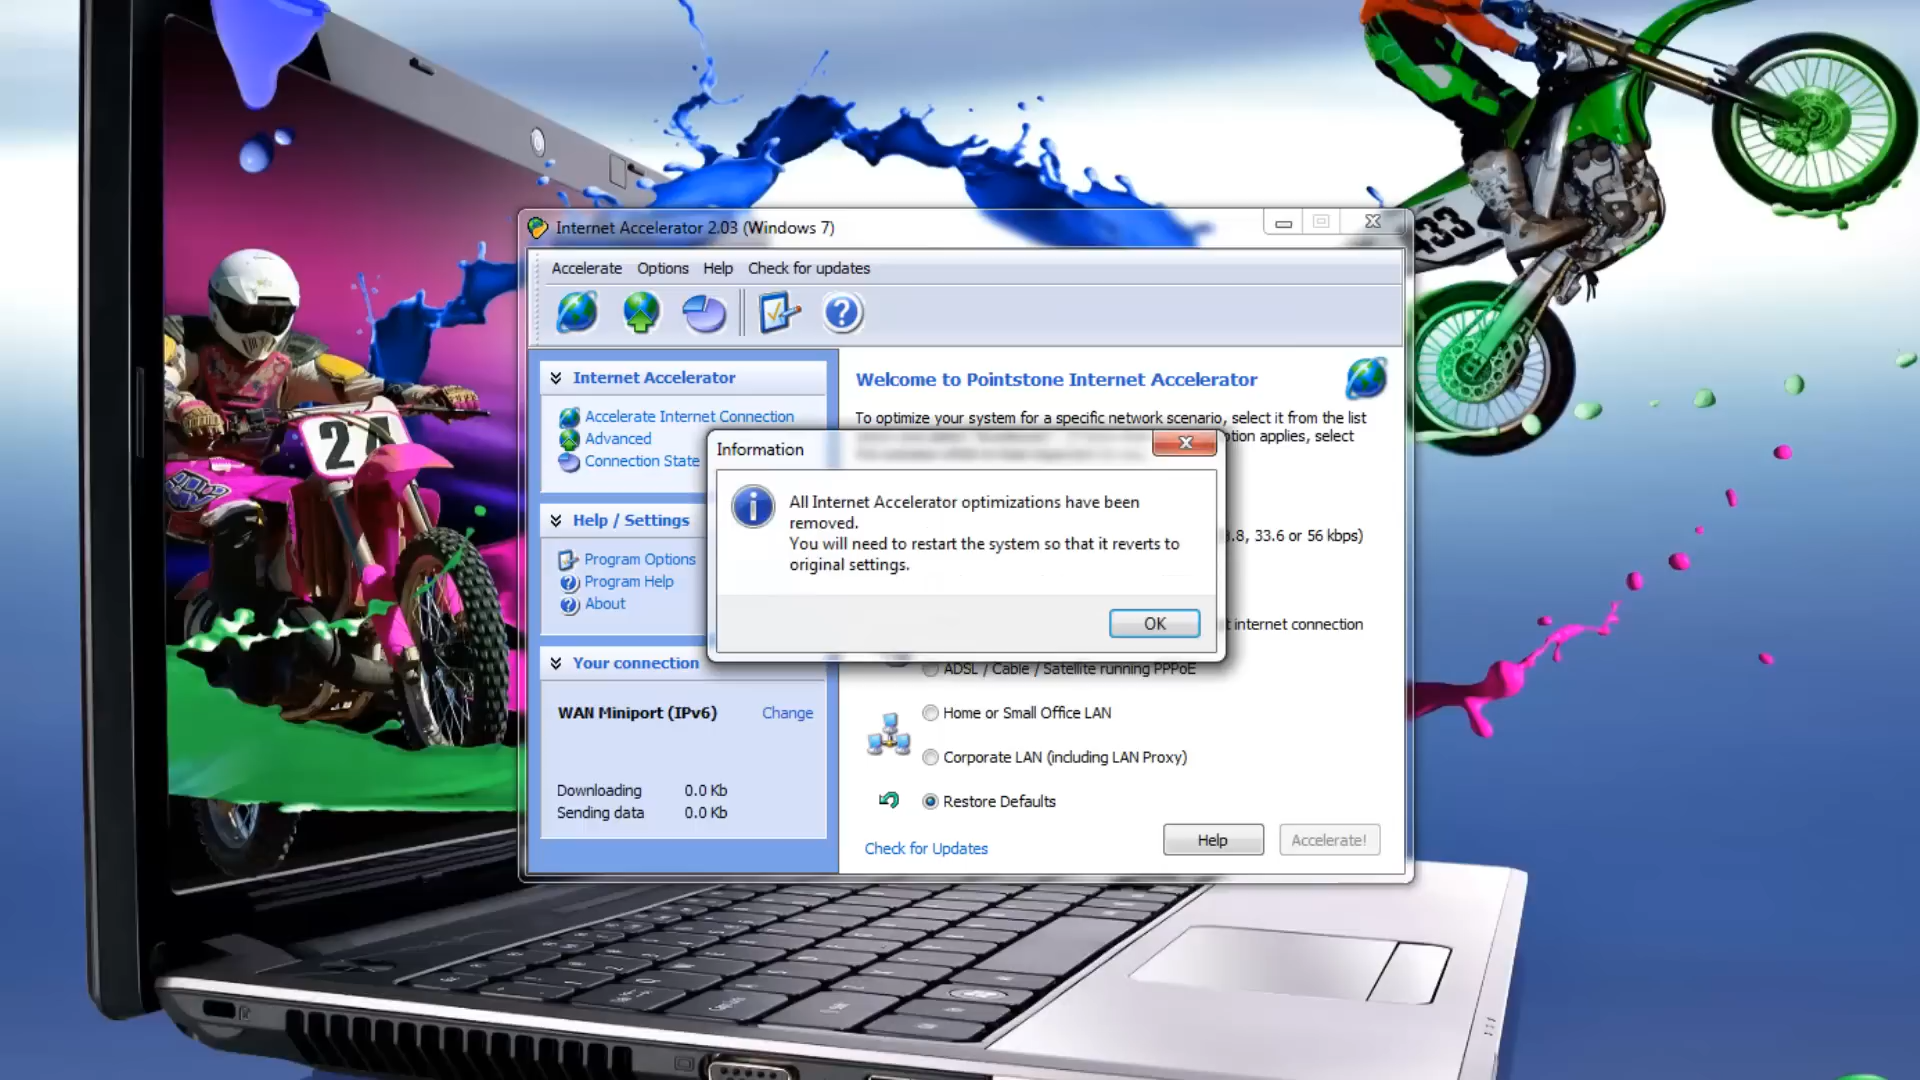 Internet Accelerator 2.03 (Windows 7)
Accelerate Options Help Check for updates
Internet Accelerator
Accelerate Internet Connection
Advanced
Connection State
Help / Settings
Program Options
Program Help
About
Your connection
WAN Miniport (IPv6) Change
Downloading 0.0 Kb
Sending data 0.0 Kb
Welcome to Pointstone Internet Accelerator
To optimize your system for a specific network scenario, select it from the list
applies, select
Information
All Internet Accelerator optimizations have been
removed.
You will need to restart the system so that it reverts to
original settings.
OK
33.6 or 56 kbps)
internet connection
ADSL / Cable / Satellite running PPPoE
Home or Small Office LAN
Corporate LAN (including LAN Proxy)
Restore Defaults
Check for Updates
Help
Accelerate!
24
433